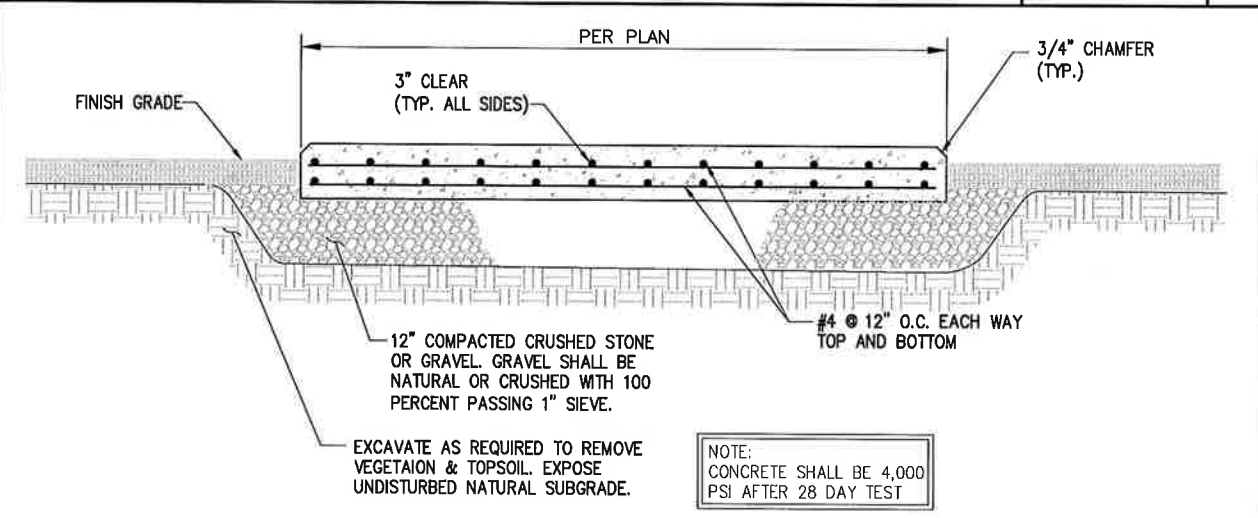 PER PLAN
3/4" CHAMFER
(TYP.)
3" CLEAR
(TYP. ALL SIDES)
FINISH GRADE
#4 @ 12" O.C. EACH WAY
TOP AND BOTTOM
12" COMPACTED CRUSHED STONE
OR GRAVEL. GRAVEL SHALL BE
NATURAL OR CRUSHED WITH 100
PERCENT PASSING 1" SIEVE.
EXCAVATE AS REQUIRED TO REMOVE
VEGETAION & TOPSOIL. EXPOSE
UNDISTURBED NATURAL SUBGRADE.
NOTE:
CONCRETE SHALL BE 4,000
PSI AFTER 28 DAY TEST